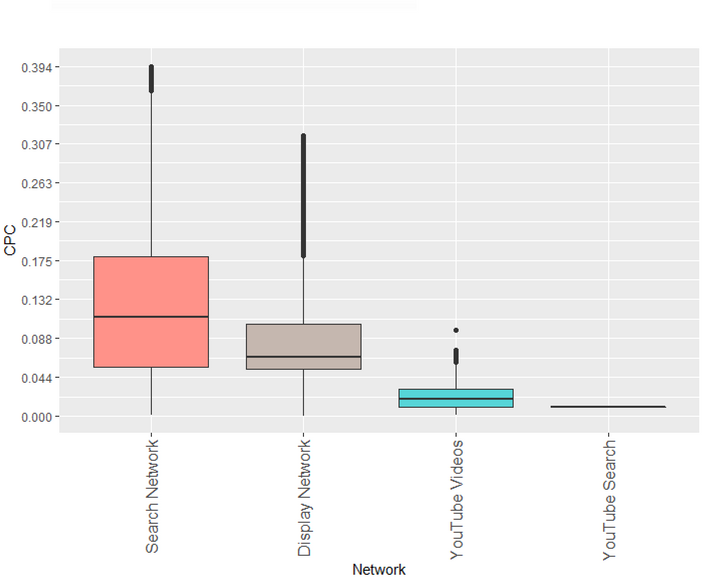 CPC
0.394
0.350
0.307
0.263
0.219
0.175
0.132
0.088
0.044
0.000
Search Network
Display Network
YouTube Videos
YouTube Search
Network